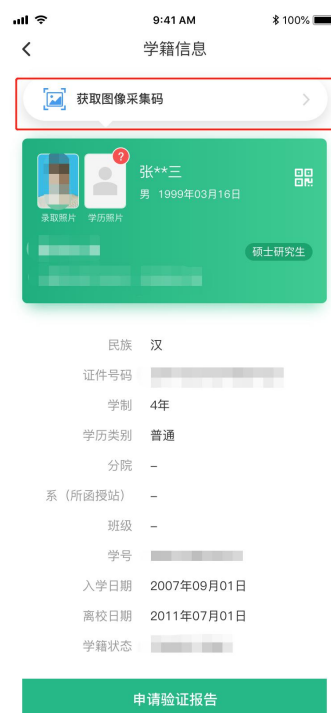 9:41 AM
100%
学籍信息
获取图像采集码
?
张**三
男 1999年03月16日
录取照片 学历照片
硕士研究生
民族 汉
证件号码
学制 4年
学历类别 普通
分院 –
系（所函授站） –
班级 –
学号
入学日期 2007年09月01日
离校日期 2011年07月01日
学籍状态
申请验证报告